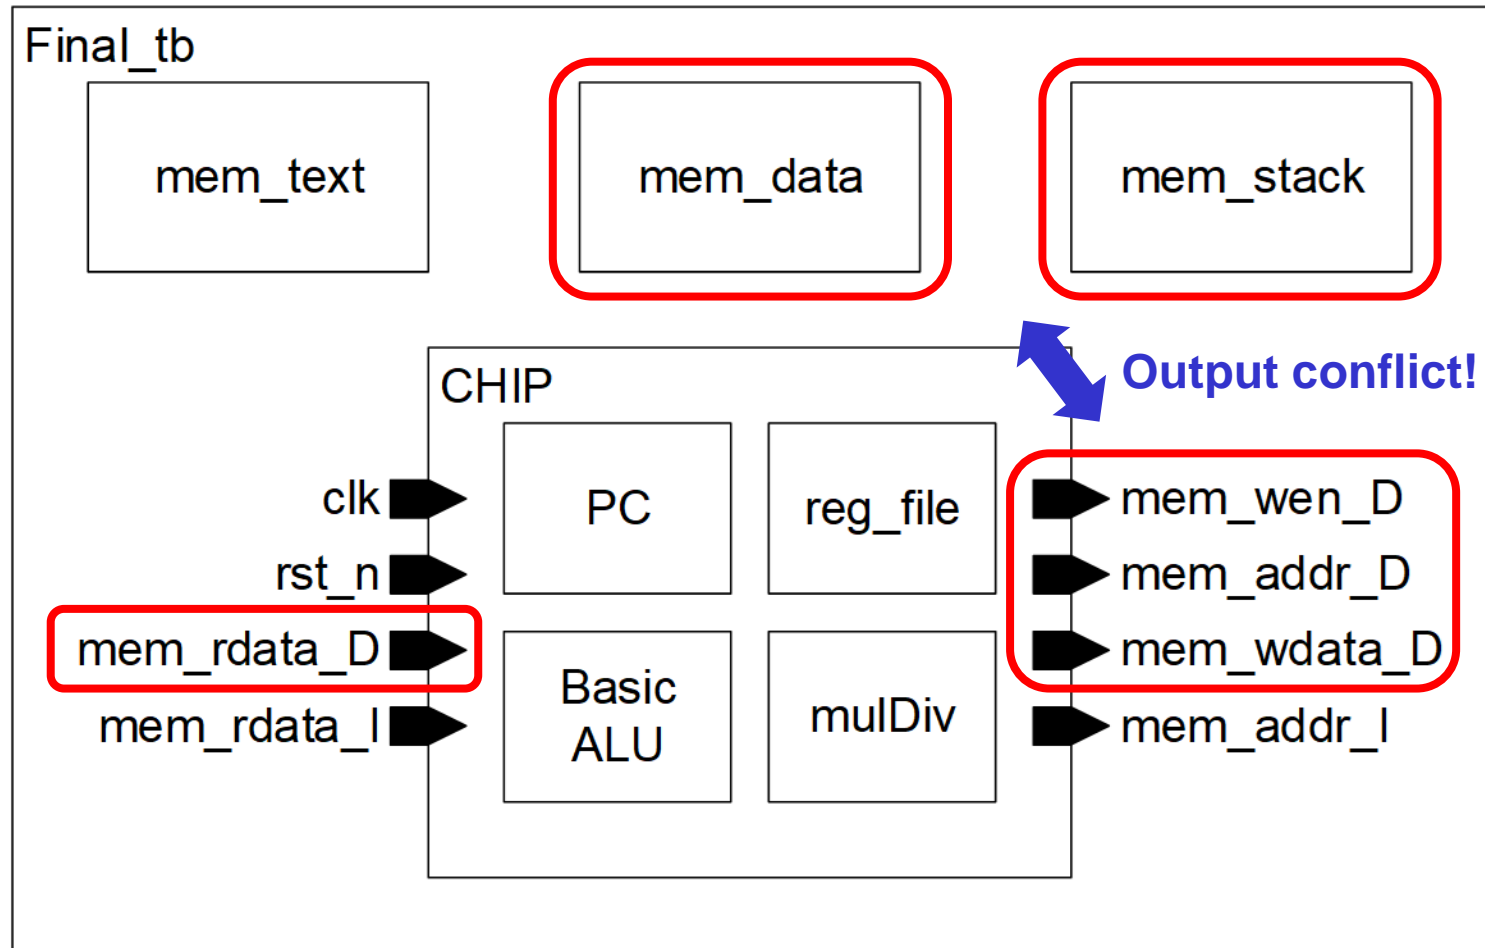 Final_tb
mem_text
mem_data
mem_stack
Output conflict!
CHIP
PC
reg_file
Basic
ALU
mulDiv
clk
rst_n
mem_rdata_D
mem_rdata_I
mem_wen_D
mem_addr_D
mem_wdata_D
mem_addr_I